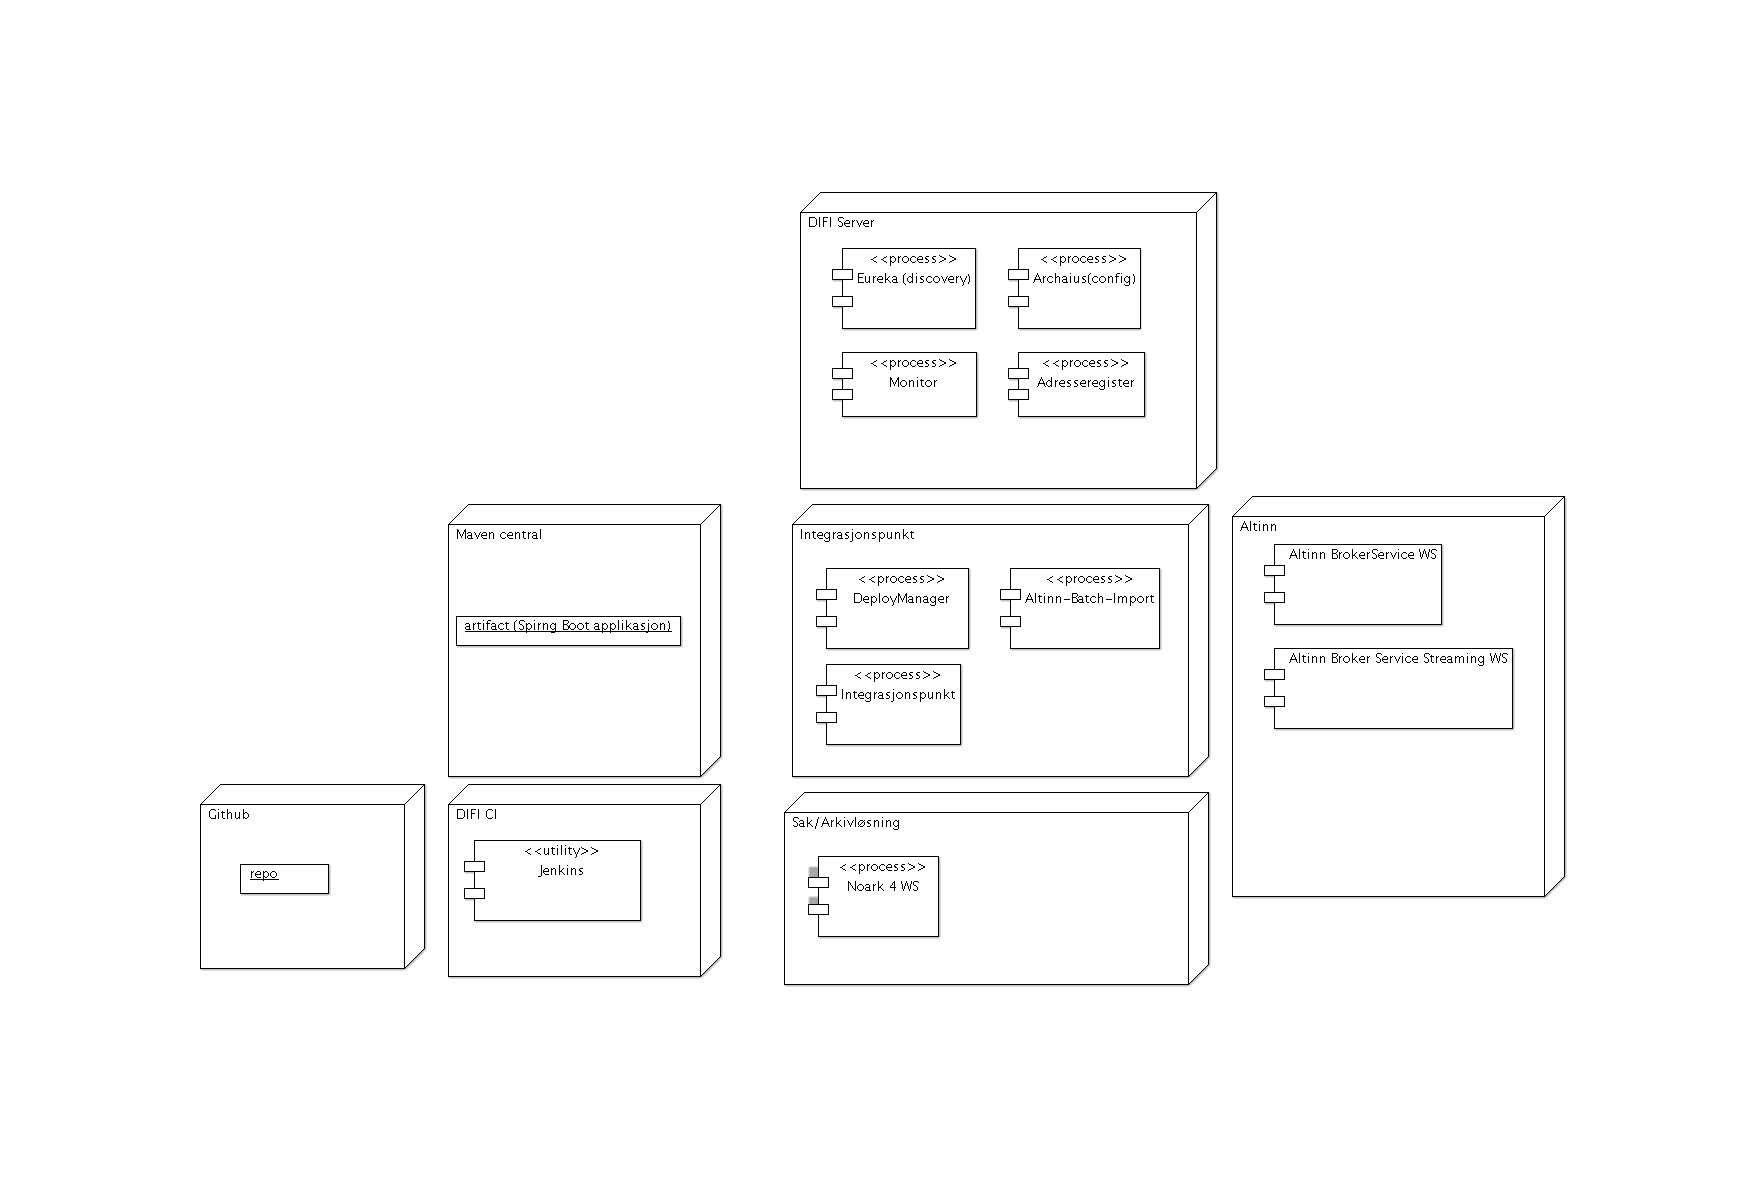 DIFI Server
<<process>>
Eureka (discovery)
<<process>>
Archaius(config)
<<process>>
Monitor
<<process>>
Adresseregister
Maven central
artifact (Spirng Boot applikasjon)
Integrasjonspunkt
<<process>>
DeployManager
<<process>>
Altinn-Batch-Import
<<process>>
Integrasjonspunkt
Altinn
Altinn BrokerService WS
Altinn Broker Service Streaming WS
Github
repo
DIFI CI
<<utility>>
Jenkins
Sak/Arkivløsning
<<process>>
Noark 4 WS